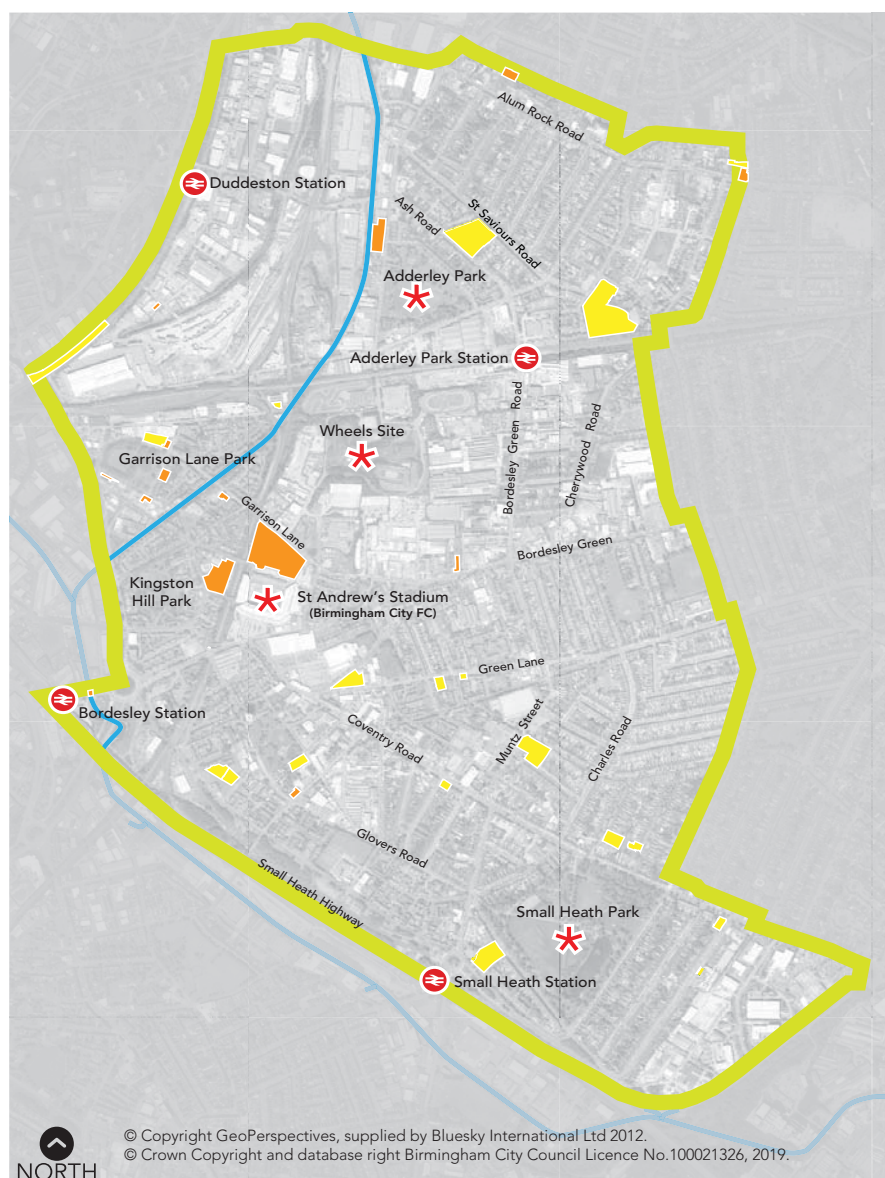 Alum Rock Road
Duddeston Station
Ash Road
St Saviours Road
Adderley Park
Adderley Park Station
Bordesley Green Road
Cherrywood Road
Wheels Site
Garrison Lane Park
Garrison Lane
Bordesley Green
Kingston
Hill Park
St Andrew's Stadium
(Birmingham City FC)
Green Lane
Bordesley Station
Coventry Road
Muntz Street
Charles Road
Glovers Road
Small Heath Highway
Small Heath Park
Small Heath Station
© Copyright GeoPerspectives, supplied by Bluesky International Ltd 2012.
© Crown Copyright and database right Birmingham City Council Licence No.100021326, 2019.
NORTH